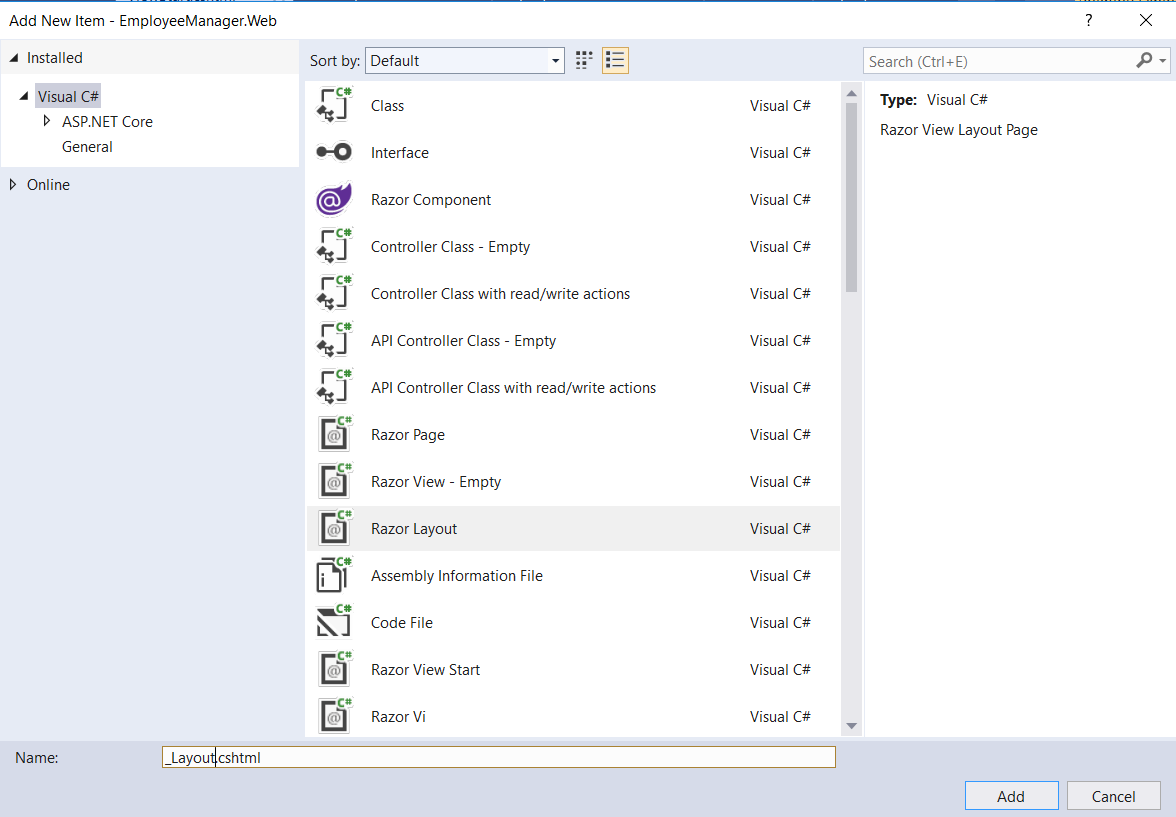 Add New Item - EmployeeManager.Web
?
Installed
Sort by: Default
Search (Ctrl+E)
Visual C#
ASP.NET Core
General
Online
C# Class Visual C#
Interface Visual C#
@ Razor Component Visual C#
C# Controller Class - Empty Visual C#
C# Controller Class with read/write actions Visual C#
C# API Controller Class - Empty Visual C#
C# API Controller Class with read/write actions Visual C#
C# @ Razor Page Visual C#
C# @ Razor View - Empty Visual C#
C# @ Razor Layout Visual C#
C# i Assembly Information File Visual C#
C# Code File Visual C#
C# @ Razor View Start Visual C#
C# @ Razor Vi Visual C#
Type: Visual C#
Razor View Layout Page
Name: _Layout.cshtml
Add Cancel